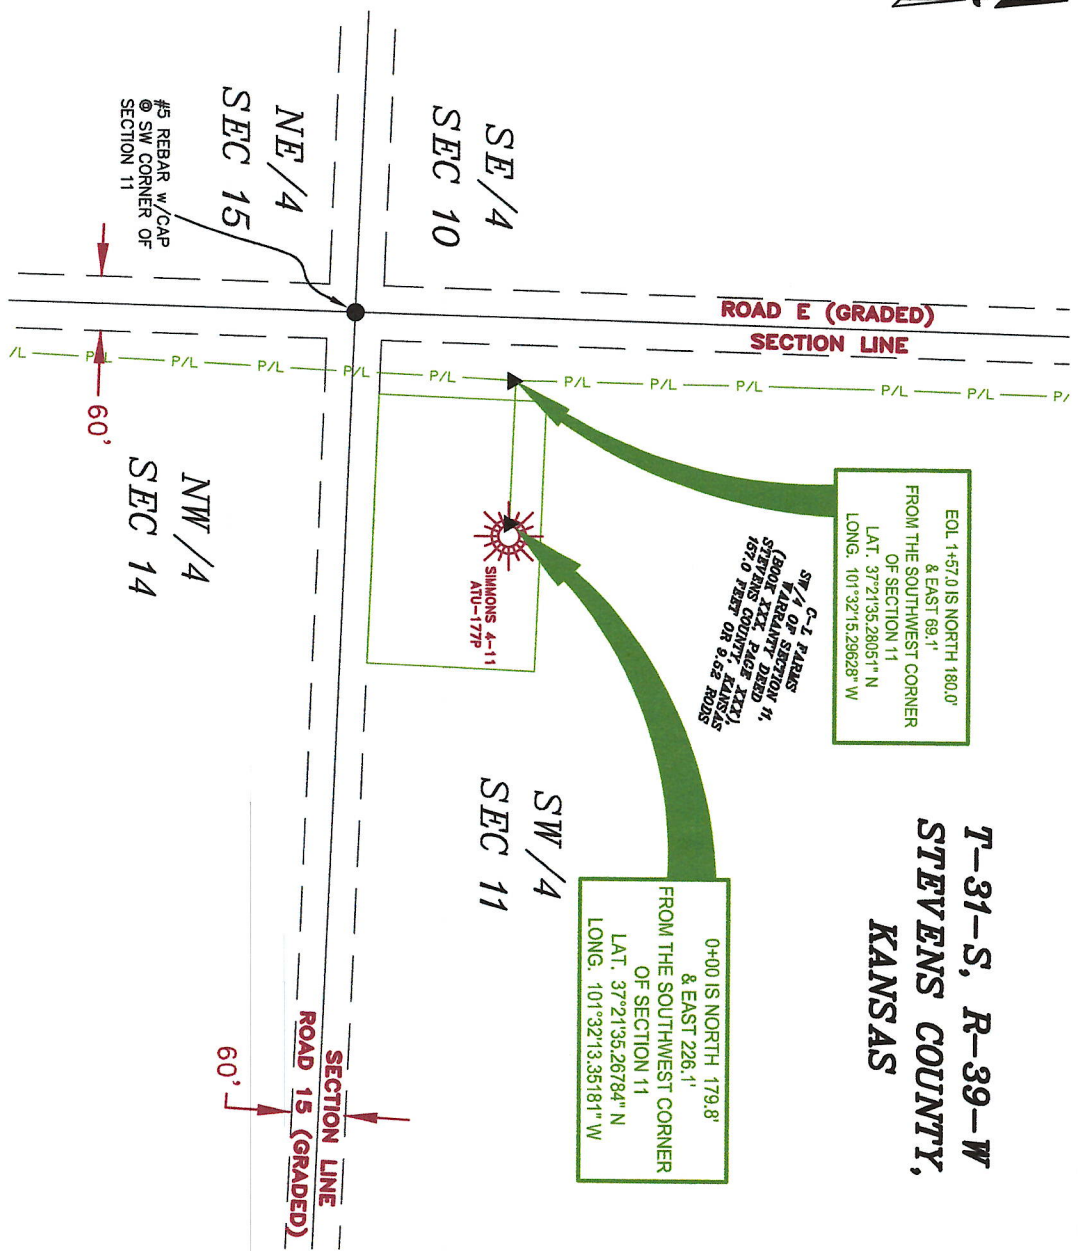 T-31-S, R-39-W
STEVENS COUNTY,
KANSAS
EOL 1+57.0 IS NORTH 180.0'
& EAST 69.1'
FROM THE SOUTHWEST CORNER
OF SECTION 11
LAT. 37°21'35.28051" N
LONG. 101°32'15.29628" W
0+00 IS NORTH 179.8'
& EAST 226.1'
FROM THE SOUTHWEST CORNER
OF SECTION 11
LAT. 37°21'35.26784" N
LONG. 101°32'13.35181" W
C-L FARMS
SW/4 OF SECTION 11,
WARRANTY DEED
(BOOK XXX, PAGE XXX),
STEVENS COUNTY, KANSAS
157.0 FEET OR 9.52 RODS
ROAD E (GRADED)
SECTION LINE
P/
P/L
P/L
P/L
P/L
P/L
P/L
P/L
P/L
P/L
P/L
P/L
/L
SE/4
SEC 10
SW/4
SEC 11
SIMMONS 4-11
ATU-177P
NE/4
SEC 15
#5 REBAR w/CAP
@ SW CORNER OF
SECTION 11
60'
NW/4
SEC 14
SECTION LINE
ROAD 15 (GRADED)
60'